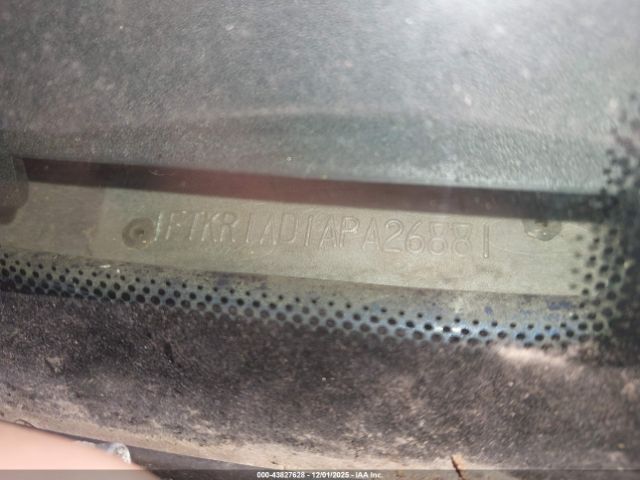 1FTKR1AD1APA26881
000-43827628 - 12/01/2025 - IAA Inc.